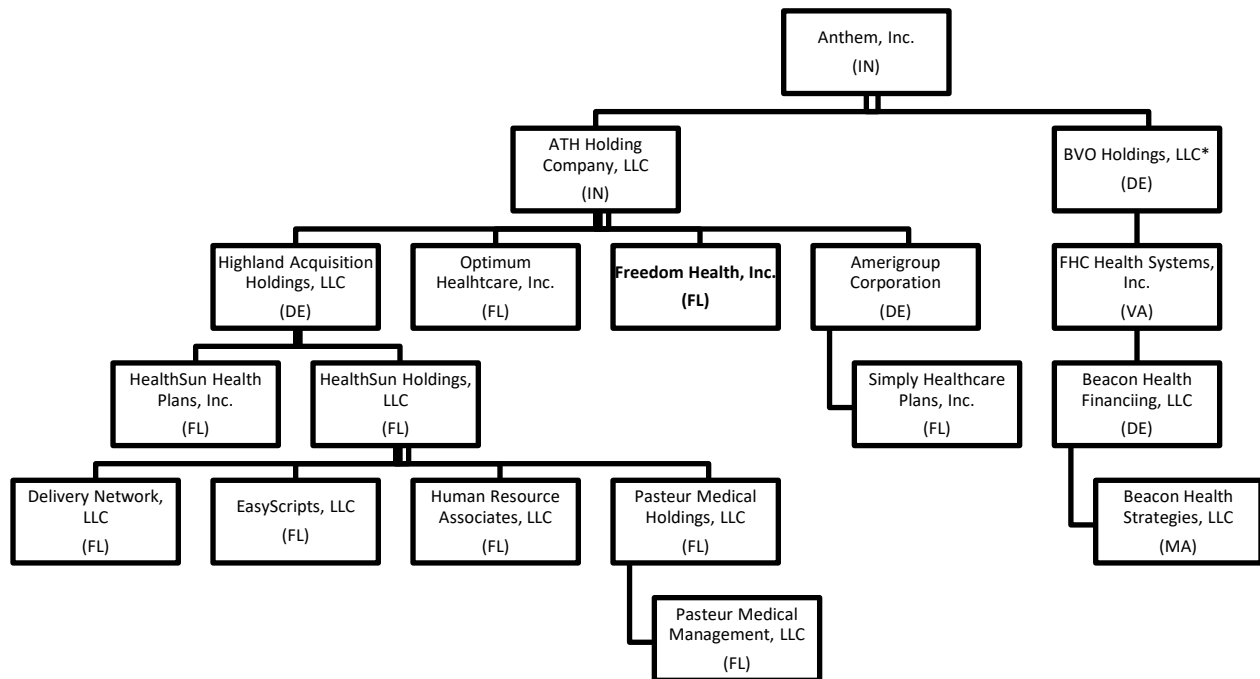 Anthem, Inc.
(IN)
ATH Holding
Company, LLC
(IN)
BVO Holdings, LLC*
(DE)
Highland Acquisition
Holdings, LLC
(DE)
Optimum
Healhtcare, Inc.
(FL)
Freedom Health, Inc.
(FL)
Amerigroup
Corporation
(DE)
FHC Health Systems,
Inc.
(VA)
HealthSun Health
Plans, Inc.
(FL)
HealthSun Holdings,
LLC
(FL)
Simply Healthcare
Plans, Inc.
(FL)
Beacon Health
Financiing, LLC
(DE)
Delivery Network,
LLC
(FL)
EasyScripts, LLC
(FL)
Human Resource
Associates, LLC
(FL)
Pasteur Medical
Holdings, LLC
(FL)
Beacon Health
Strategies, LLC
(MA)
Pasteur Medical
Management, LLC
(FL)